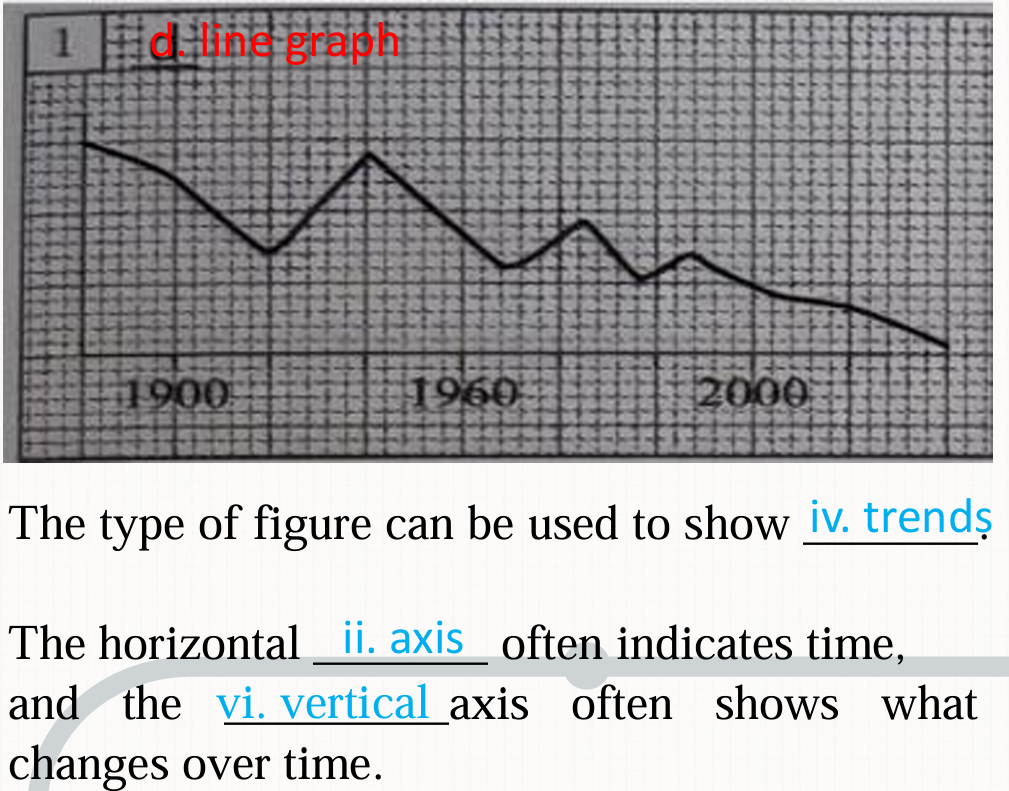 1 d. line graph
1900 1960 2000
The type of figure can be used to show iv. trends.
The horizontal ii. axis often indicates time,
and the vi. vertical axis often shows what
changes over time.